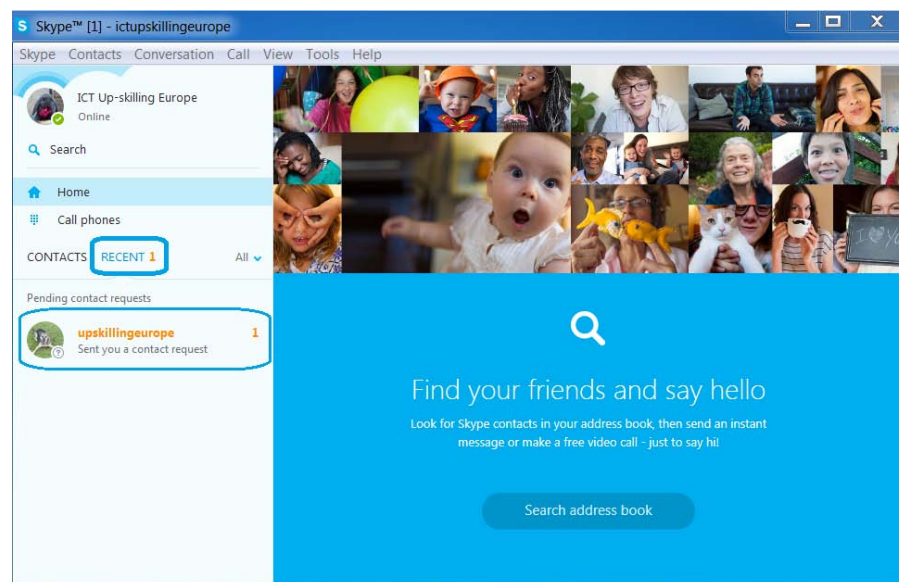 Skype™ [1] - ictupskillingeurope
Skype Contacts Conversation Call View Tools Help
ICT Up-skilling Europe
Online
Search
Home
Call phones
CONTACTS RECENT 1 All
Pending contact requests
upskillingeurope 1
Sent you a contact request
Find your friends and say hello
Look for Skype contacts in your address book, then send an instant
message or make a free video call - just to say hi!
Search address book